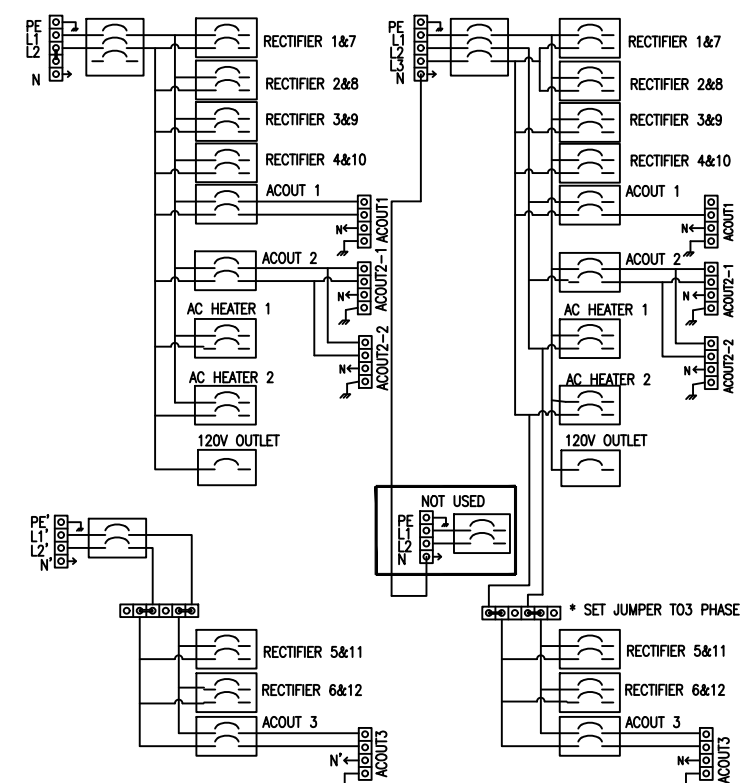 PE
L1
L2
N
RECTIFIER 1&7
RECTIFIER 2&8
RECTIFIER 3&9
RECTIFIER 4&10
ACOUT 1
N
ACOUT1
ACOUT 2
N
ACOUT2-1
AC HEATER 1
N
ACOUT2-2
AC HEATER 2
120V OUTLET
PE'
L1'
L2'
N'
RECTIFIER 5&11
RECTIFIER 6&12
ACOUT 3
N'
ACOUT3
PE
L1
L2
L3
N
RECTIFIER 1&7
RECTIFIER 2&8
RECTIFIER 3&9
RECTIFIER 4&10
ACOUT 1
N
ACOUT1
ACOUT 2
N
ACOUT2-1
AC HEATER 1
N
ACOUT2-2
AC HEATER 2
120V OUTLET
NOT USED
PE
L1
L2
N
* SET JUMPER TO3 PHASE
RECTIFIER 5&11
RECTIFIER 6&12
ACOUT 3
N
ACOUT3